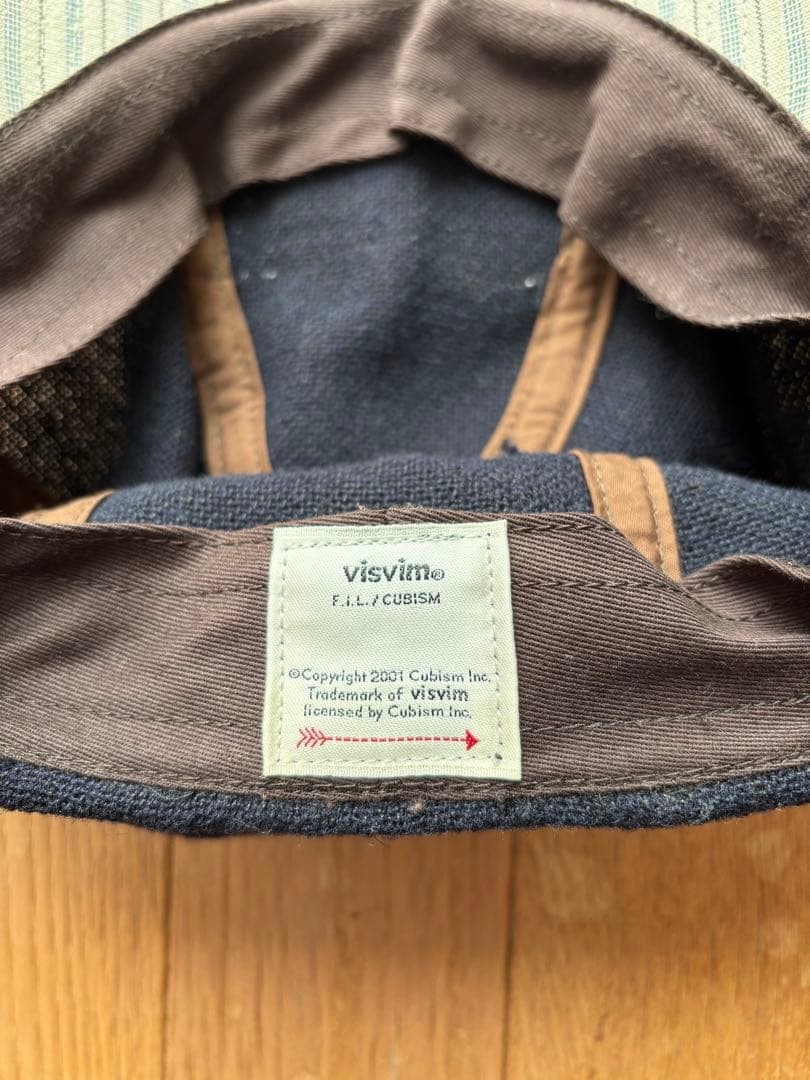 visvim®
F.I.L. / CUBISM
©Copyright 2001 Cubism Inc.
Trademark of visvim
licensed by Cubism Inc.